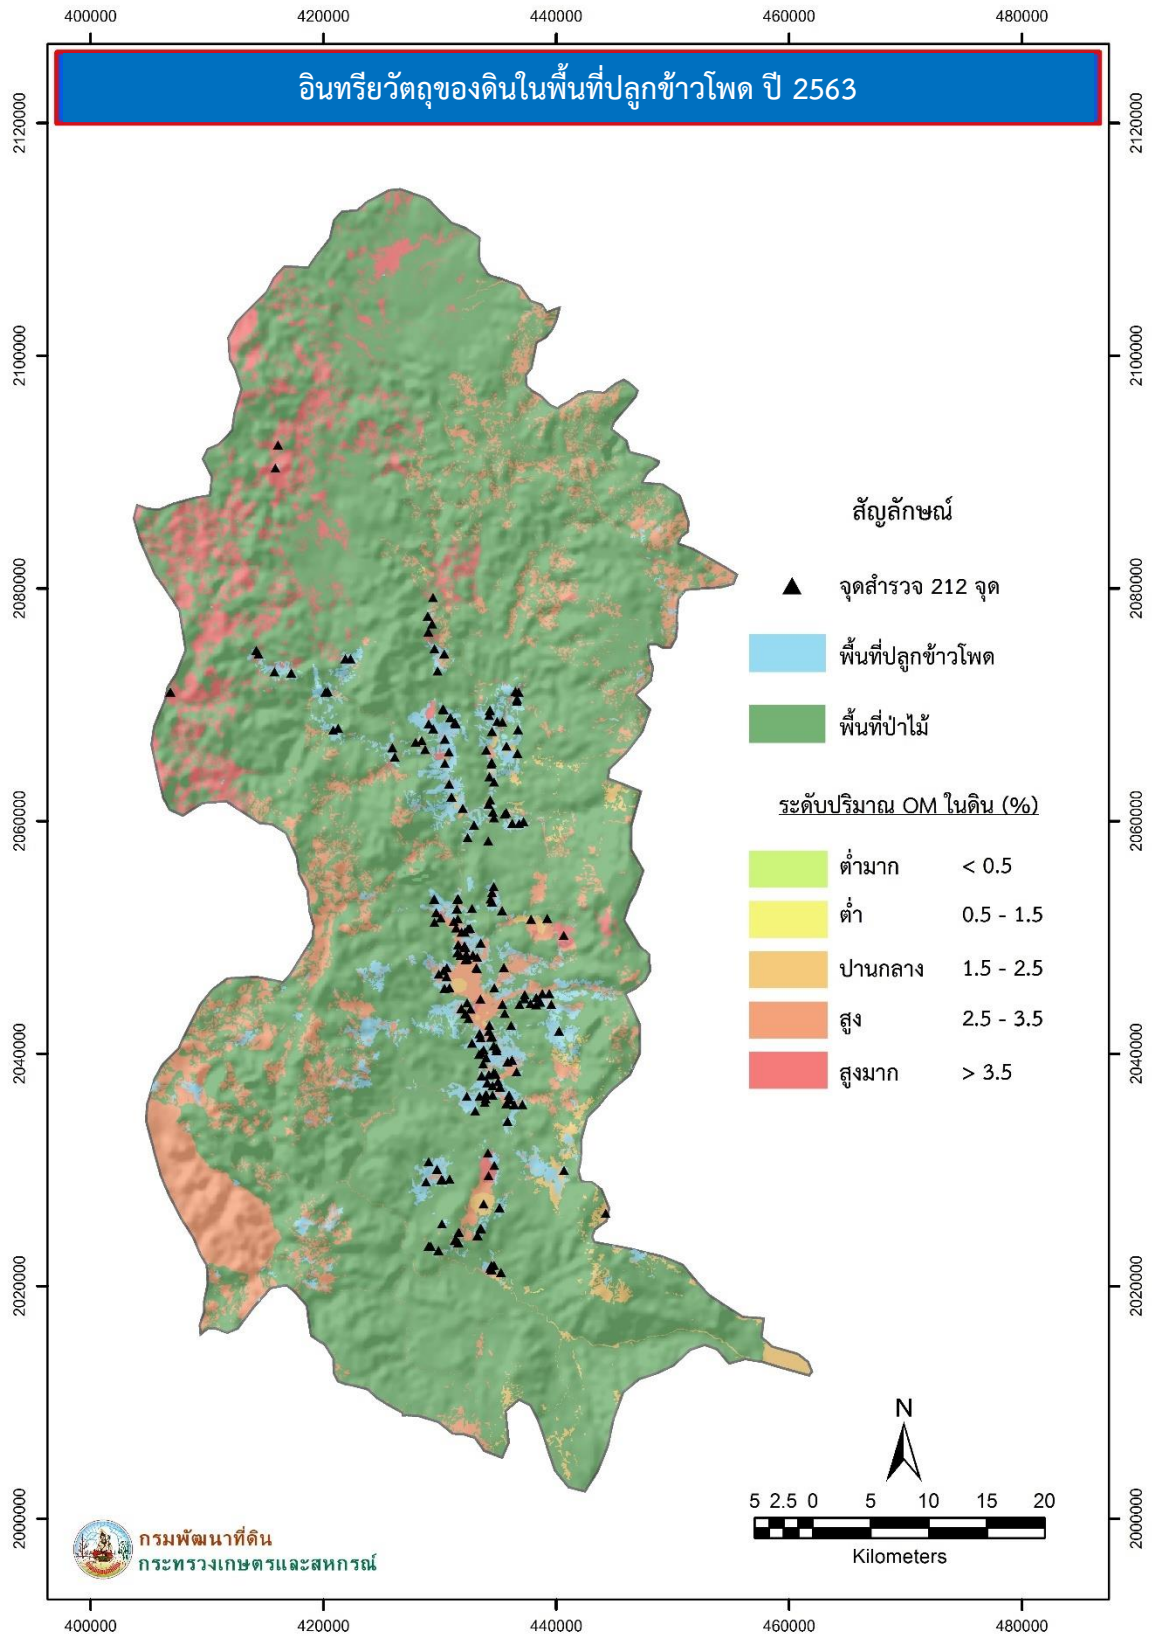 400000 420000 440000 460000 480000
อินทรียวัตถุของดินในพื้นที่ปลูกข้าวโพด ปี 2563
2120000 2120000
2100000 2100000
สัญลักษณ์
2080000 2080000
จุดสำรวจ 212 จุด
พื้นที่ปลูกข้าวโพด
พื้นที่ป่าไม้
ระดับปริมาณ OM ในดิน (%)
2060000 2060000
ต่ำมาก < 0.5
ต่ำ 0.5 - 1.5
ปานกลาง 1.5 - 2.5
สูง 2.5 - 3.5
2040000 2040000
สูงมาก > 3.5
2020000 2020000
N
5 2.5 0 5 10 15 20
Kilometers
2000000 2000000
กรมพัฒนาที่ดิน
กระทรวงเกษตรและสหกรณ์
400000 420000 440000 460000 480000